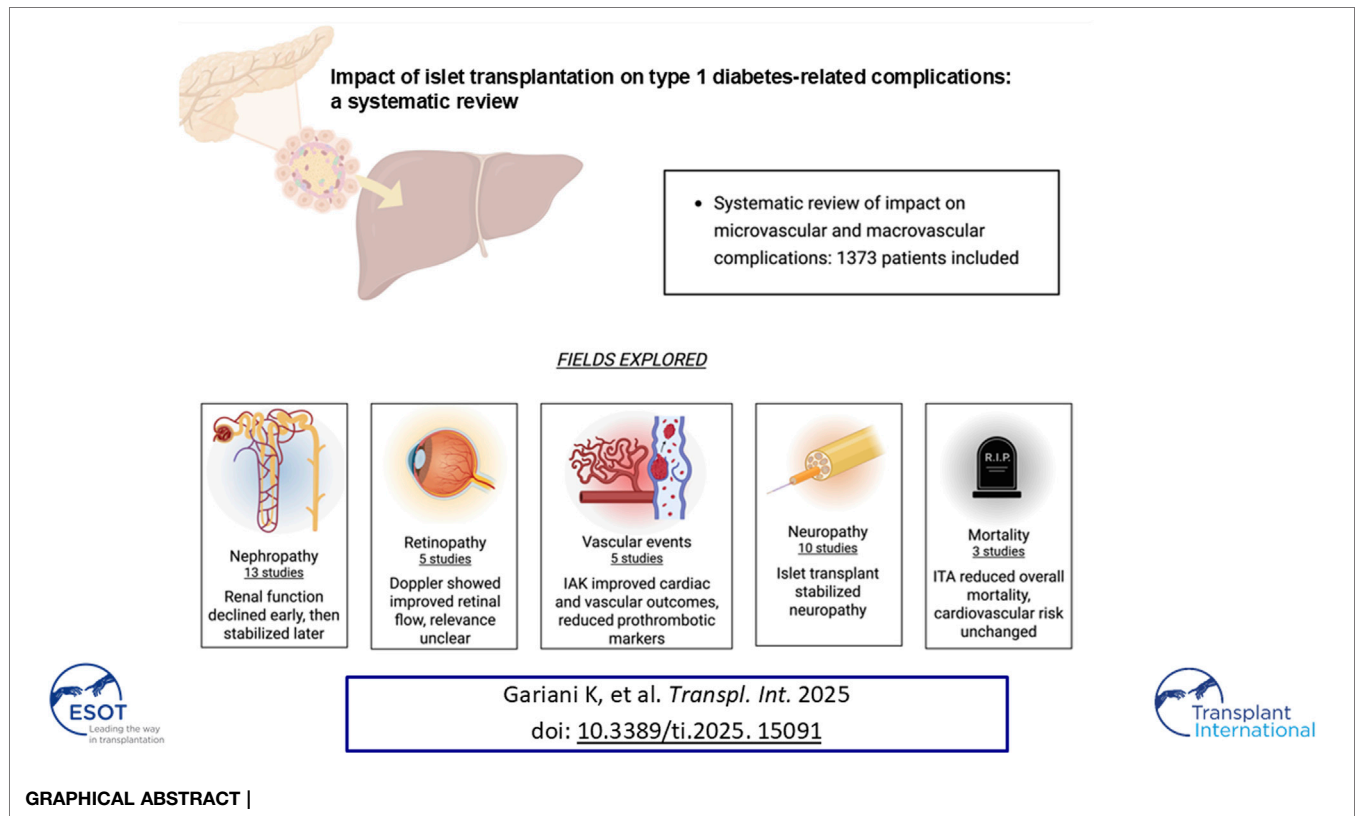 Impact of islet transplantation on type 1 diabetes-related complications:
a systematic review
• Systematic review of impact on
microvascular and macrovascular
complications: 1373 patients included
FIELDS EXPLORED
Nephropathy
13 studies
Renal function
declined early, then
stabilized later
Retinopathy
5 studies
Doppler showed
improved retinal
flow, relevance
unclear
Vascular events
5 studies
IAK improved cardiac
and vascular outcomes,
reduced prothrombotic
markers
Neuropathy
10 studies
Islet transplant
stabilized
neuropathy
R.I.P.
Mortality
3 studies
ITA reduced overall
mortality,
cardiovascular risk
unchanged
ESOT
Leading the way
in transplantation
Gariani K, et al. Transpl. Int. 2025
doi: 10.3389/ti.2025. 15091
Transplant
International
GRAPHICAL ABSTRACT |